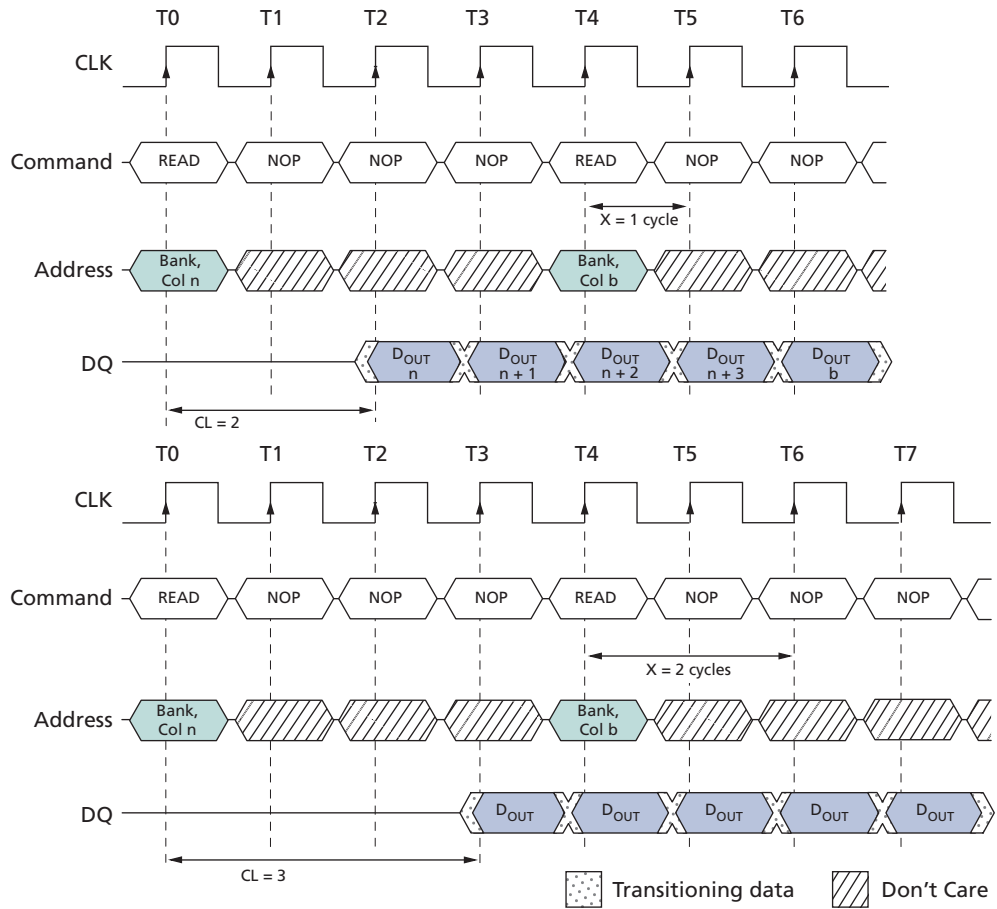 T0 T1 T2 T3 T4 T5 T6
CLK
Command READ NOP NOP NOP READ NOP NOP
X = 1 cycle
Address Bank, Col n Bank, Col b
DQ DOUT n DOUT n + 1 DOUT n + 2 DOUT n + 3 DOUT b
CL = 2
T0 T1 T2 T3 T4 T5 T6 T7
CLK
Command READ NOP NOP NOP READ NOP NOP NOP
X = 2 cycles
Address Bank, Col n Bank, Col b
DQ DOUT DOUT DOUT DOUT DOUT
CL = 3
Transitioning data Don't Care